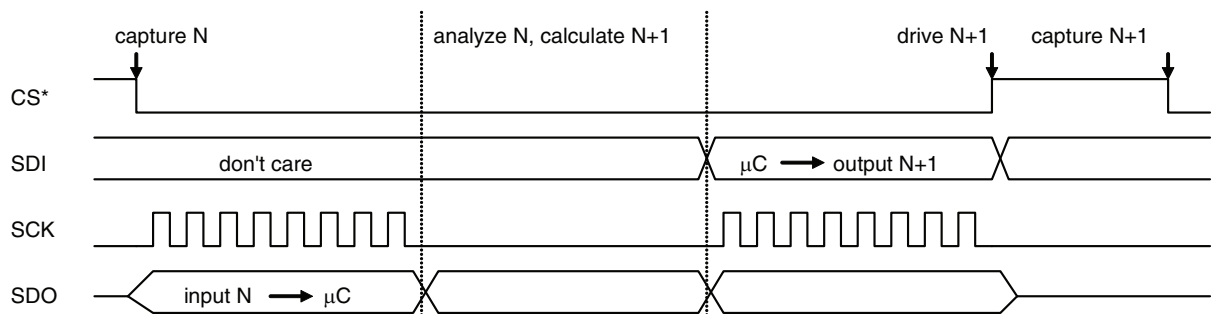 capture N
analyze N, calculate N+1
drive N+1
capture N+1
CS*
SDI
don't care
μC
output N+1
SCK
SDO
input N
μC